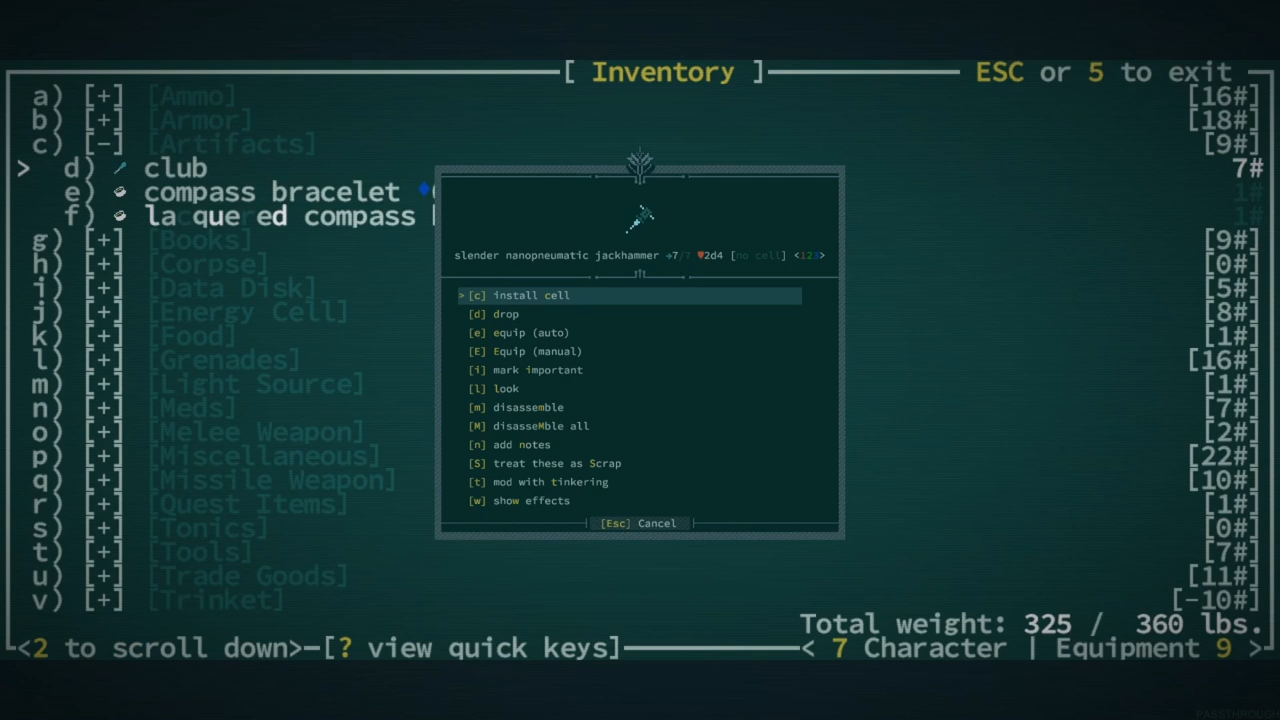 [ Inventory ] ESC or 5 to exit
a) [+] [Ammo] [16#]
b) [+] [Armor] [18#]
c) [-] [Artifacts] [9#]
> d) club 7#
e) compass bracelet 1#
f) la que ed compass 1#
g) [+] [Books] [9#]
h) [+] [Corpse] [0#]
i) [+] [Data Disk] [5#]
j) [+] [Energy Cell] [8#]
k) [+] [Food] [1#]
l) [+] [Grenades] [16#]
m) [+] [Light Source] [1#]
n) [+] [Meds] [7#]
o) [+] [Melee Weapon] [2#]
p) [+] [Miscellaneous] [22#]
q) [+] [Missile Weapon] [10#]
r) [+] [Quest Items] [1#]
s) [+] [Tonics] [0#]
t) [+] [Tools] [7#]
u) [+] [Trade Goods] [11#]
v) [+] [Trinket] [-10#]
Total weight: 325 / 360 lbs.
<2 to scroll down> [? view quick keys] < 7 Character | Equipment 9 >
slender nanopneumatic jackhammer →7/7 ♥2d4 [no cell] <123>
> [c] install cell
[d] drop
[e] equip (auto)
[E] Equip (manual)
[i] mark important
[l] look
[m] disassemble
[M] disasseMble all
[n] add notes
[S] treat these as Scrap
[t] mod with tinkering
[w] show effects
[Esc] Cancel